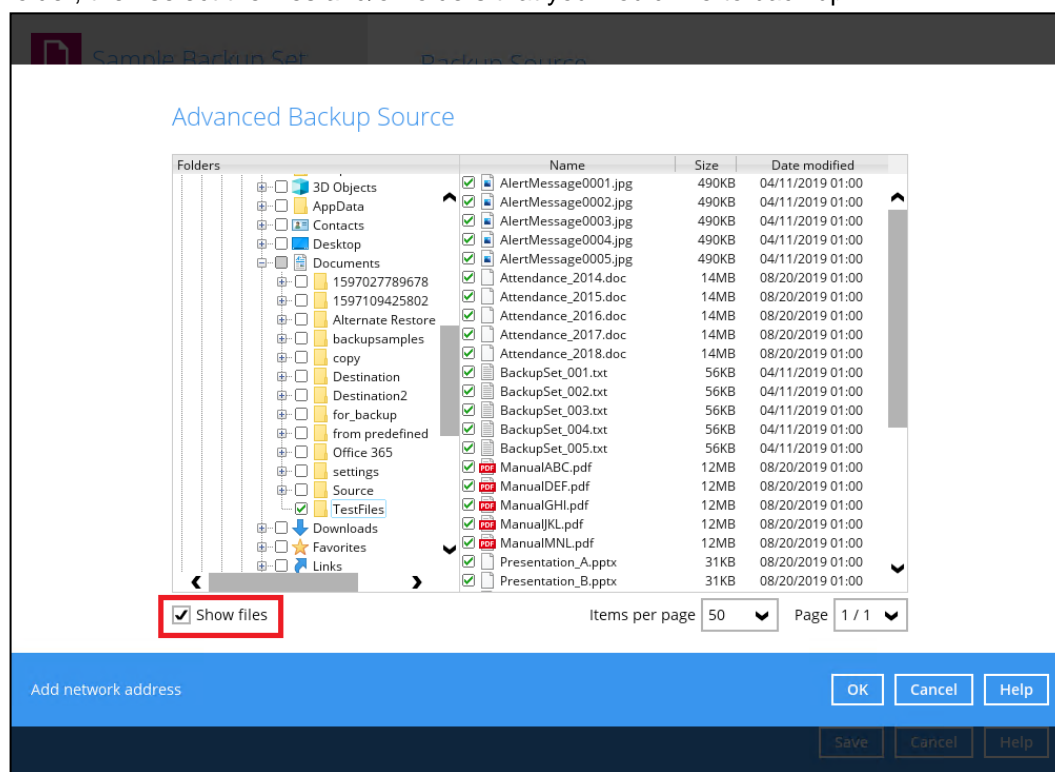 Sample Backup Set
Backup Source
Advanced Backup Source
Folders
3D Objects
AppData
Contacts
Desktop
Documents
1597027789678
1597109425802
Alternate Restore
backupsamples
copy
Destination
Destination2
for_backup
from predefined
Office 365
settings
Source
TestFiles
Downloads
Favorites
Links
Name Size Date modified
AlertMessage0001.jpg 490KB 04/11/2019 01:00
AlertMessage0002.jpg 490KB 04/11/2019 01:00
AlertMessage0003.jpg 490KB 04/11/2019 01:00
AlertMessage0004.jpg 490KB 04/11/2019 01:00
AlertMessage0005.jpg 490KB 04/11/2019 01:00
Attendance_2014.doc 14MB 08/20/2019 01:00
Attendance_2015.doc 14MB 08/20/2019 01:00
Attendance_2016.doc 14MB 08/20/2019 01:00
Attendance_2017.doc 14MB 08/20/2019 01:00
Attendance_2018.doc 14MB 08/20/2019 01:00
BackupSet_001.txt 56KB 04/11/2019 01:00
BackupSet_002.txt 56KB 04/11/2019 01:00
BackupSet_003.txt 56KB 04/11/2019 01:00
BackupSet_004.txt 56KB 04/11/2019 01:00
BackupSet_005.txt 56KB 04/11/2019 01:00
PDF ManualABC.pdf 12MB 08/20/2019 01:00
PDF ManualDEF.pdf 12MB 08/20/2019 01:00
PDF ManualGHI.pdf 12MB 08/20/2019 01:00
PDF ManualJKL.pdf 12MB 08/20/2019 01:00
PDF ManualMNL.pdf 12MB 08/20/2019 01:00
Presentation_A.pptx 31KB 08/20/2019 01:00
Presentation_B.pptx 31KB 08/20/2019 01:00
Show files
Items per page 50 Page 1 / 1
Add network address
OK Cancel Help
Save Cancel Help